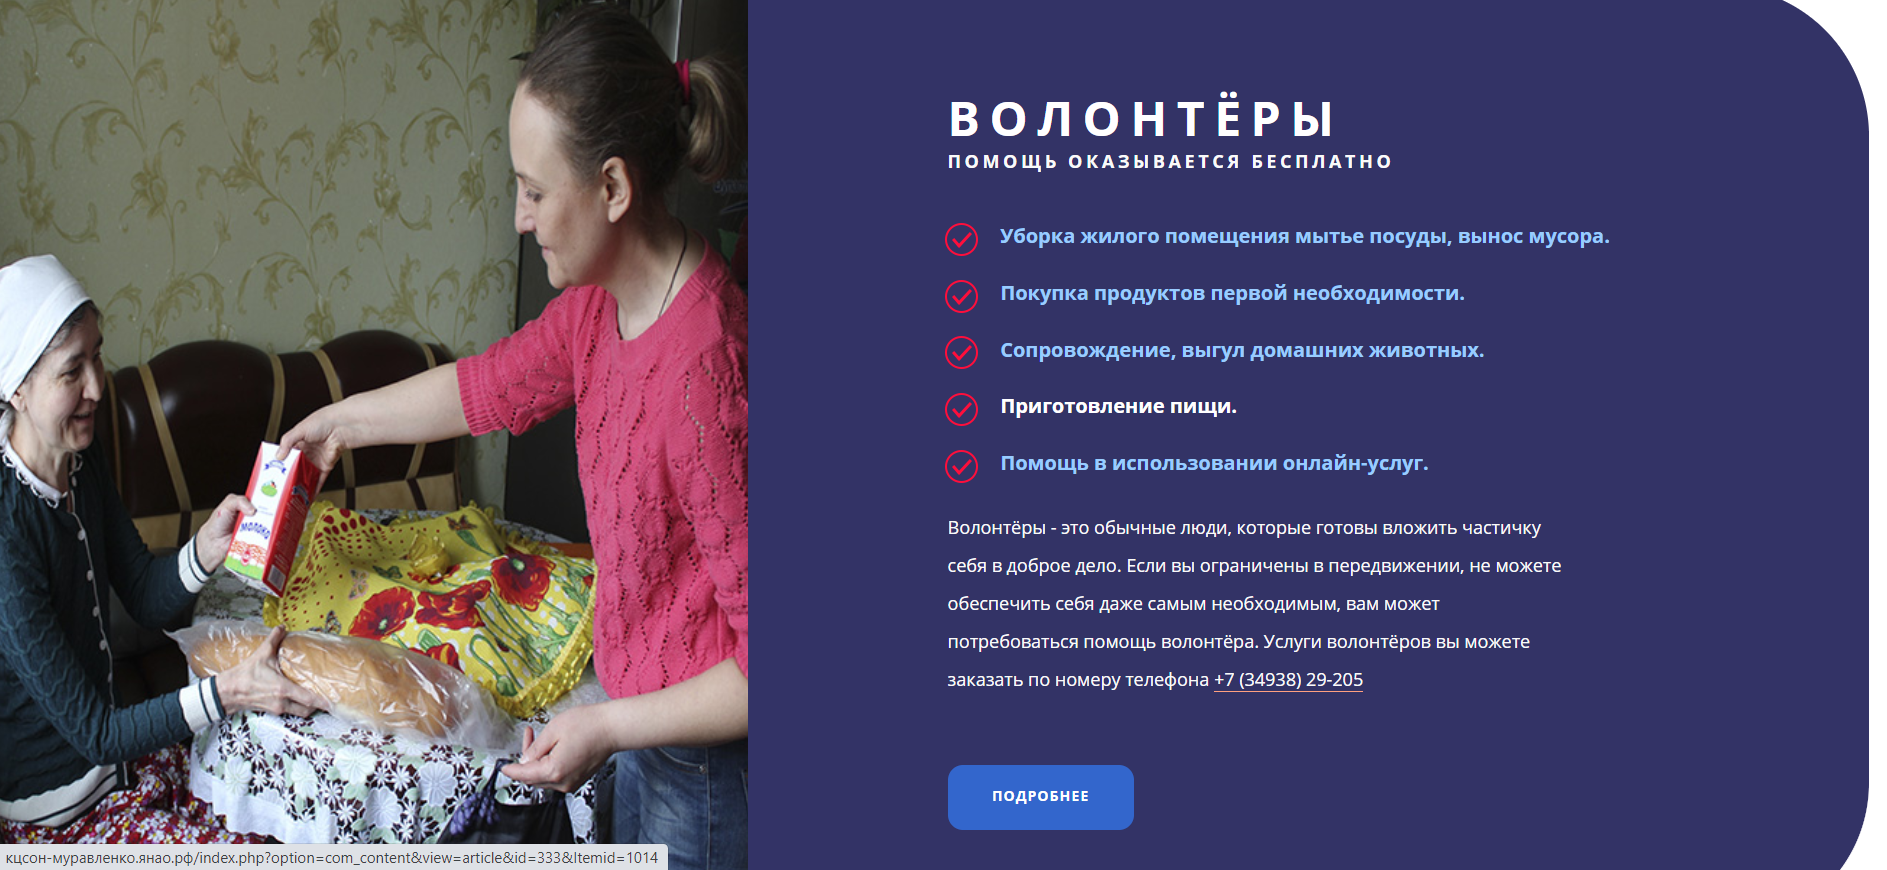 ВОЛОНТЁРЫ
ПОМОЩЬ ОКАЗЫВАЕТСЯ БЕСПЛАТНО
Уборка жилого помещения мытье посуды, вынос мусора.
Покупка продуктов первой необходимости.
Сопровождение, выгул домашних животных.
Приготовление пищи.
Помощь в использовании онлайн-услуг.
Волонтёры - это обычные люди, которые готовы вложить частичку
себя в доброе дело. Если вы ограничены в передвижении, не можете
обеспечить себя даже самым необходимым, вам может
потребоваться помощь волонтёра. Услуги волонтёров вы можете
заказать по номеру телефона +7 (34938) 29-205
ПОДРОБНЕЕ
молоко
кцсон-муравленко.янао.рф/index.php?option=com_content&view=article&id=333&Itemid=1014